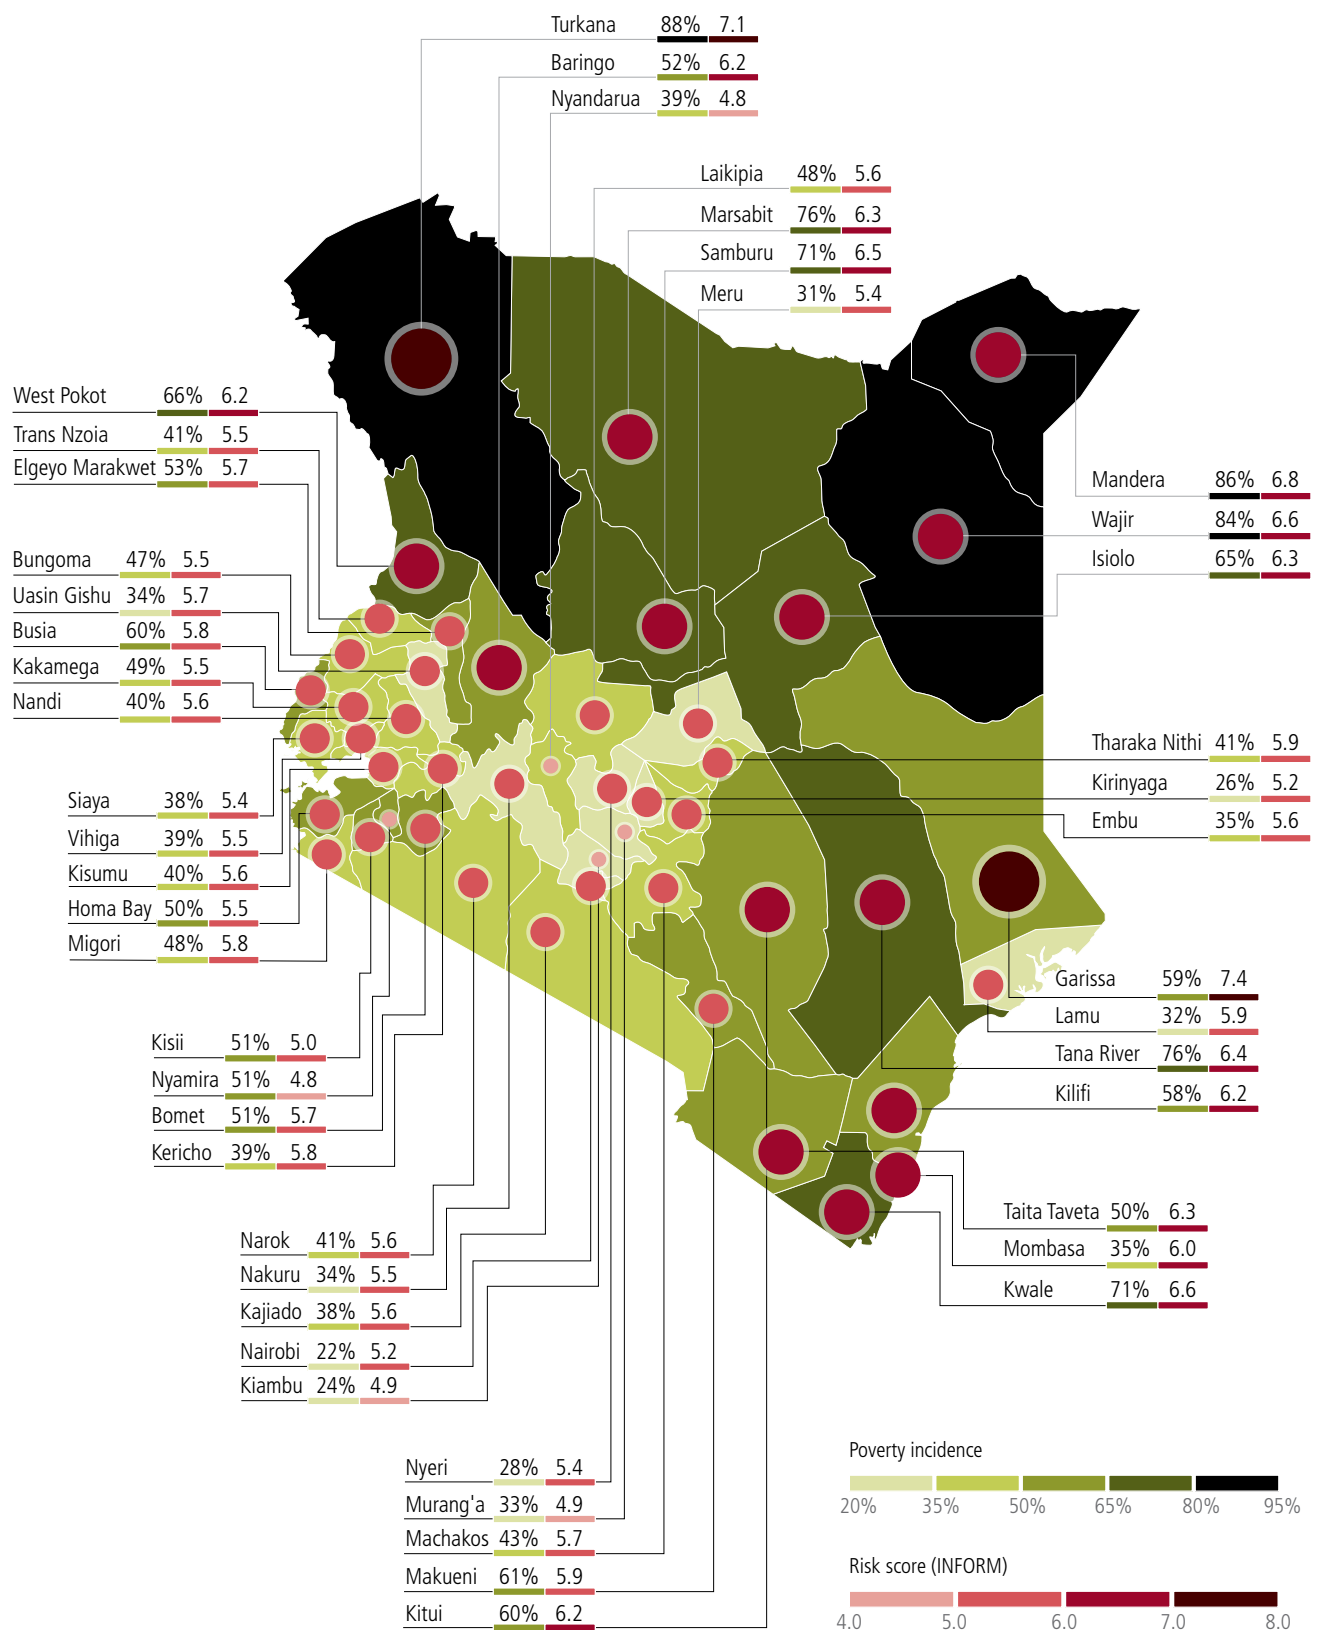 Turkana 88% 7.1
Baringo 52% 6.2
Nyandarua 39% 4.8
Laikipia 48% 5.6
Marsabit 76% 6.3
Samburu 71% 6.5
Meru 31% 5.4
West Pokot 66% 6.2
Trans Nzoia 41% 5.5
Elgeyo Marakwet 53% 5.7
Mandera 86% 6.8
Wajir 84% 6.6
Isiolo 65% 6.3
Bungoma 47% 5.5
Uasin Gishu 34% 5.7
Busia 60% 5.8
Kakamega 49% 5.5
Nandi 40% 5.6
Tharaka Nithi 41% 5.9
Kirinyaga 26% 5.2
Embu 35% 5.6
Siaya 38% 5.4
Vihiga 39% 5.5
Kisumu 40% 5.6
Homa Bay 50% 5.5
Migori 48% 5.8
Garissa 59% 7.4
Lamu 32% 5.9
Tana River 76% 6.4
Kilifi 58% 6.2
Kisii 51% 5.0
Nyamira 51% 4.8
Bomet 51% 5.7
Kericho 39% 5.8
Taita Taveta 50% 6.3
Mombasa 35% 6.0
Kwale 71% 6.6
Narok 41% 5.6
Nakuru 34% 5.5
Kajiado 38% 5.6
Nairobi 22% 5.2
Kiambu 24% 4.9
Nyeri 28% 5.4
Murang'a 33% 4.9
Machakos 43% 5.7
Makueni 61% 5.9
Kitui 60% 6.2
Poverty incidence
20% 35% 50% 65% 80% 95%
Risk score (INFORM)
4.0 5.0 6.0 7.0 8.0